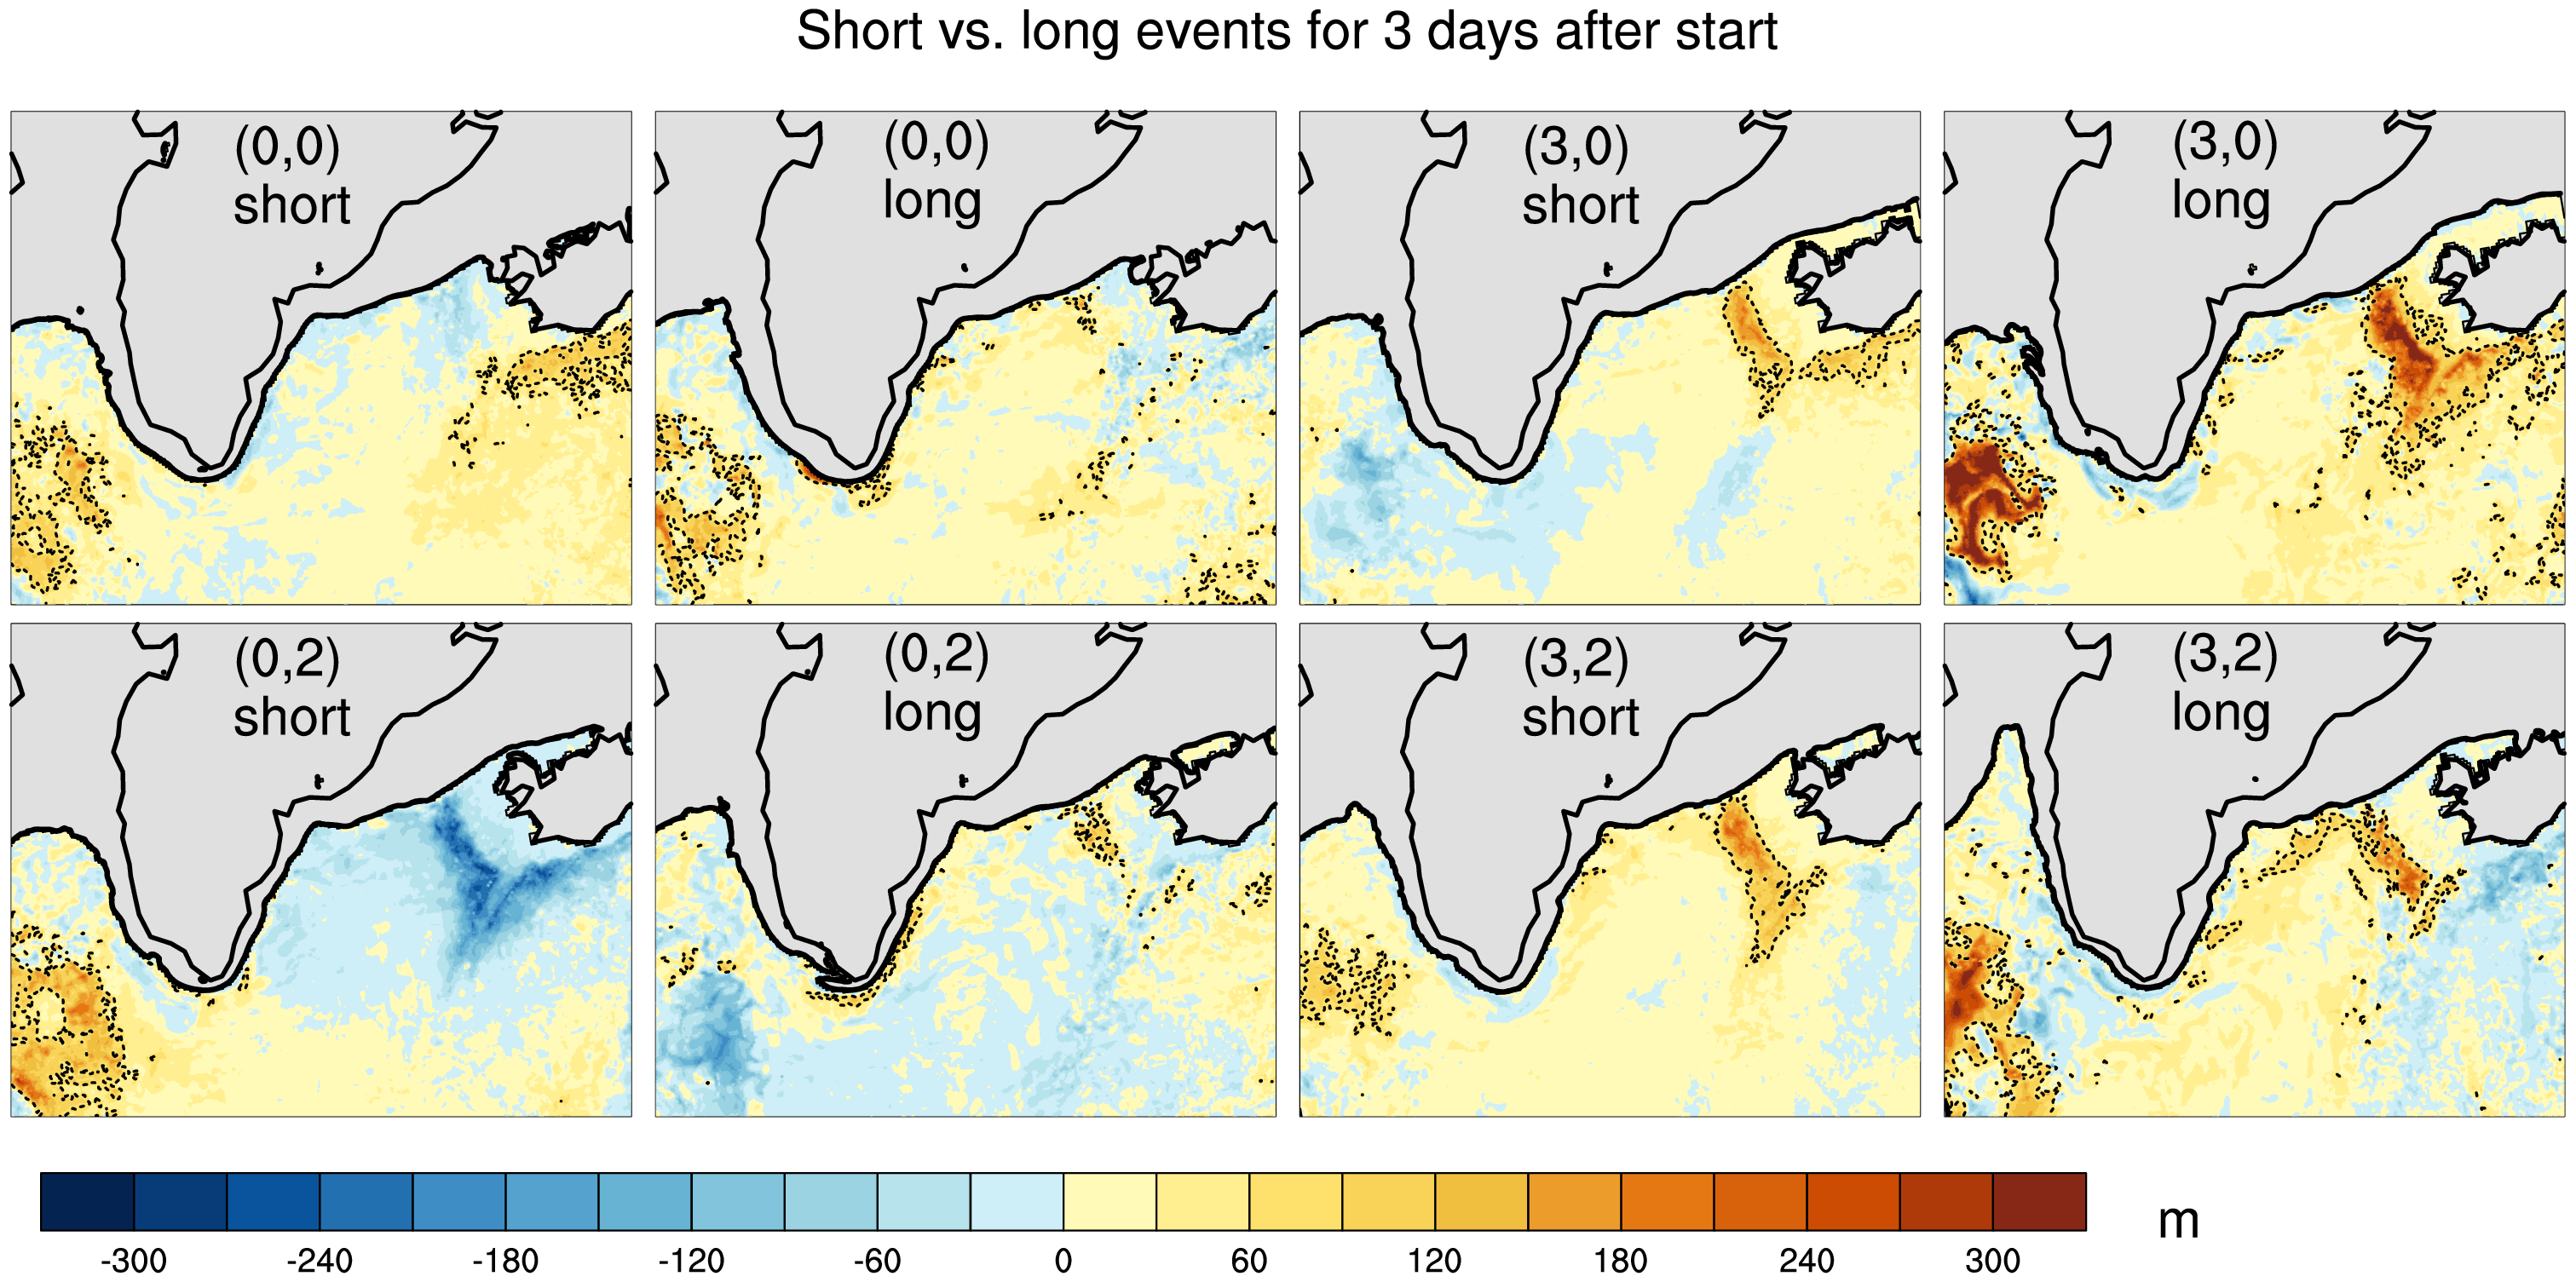 Short vs. long events for 3 days after start
(0,0)
short
(0,0)
long
(3,0)
short
(3,0)
long
(0,2)
short
(0,2)
long
(3,2)
short
(3,2)
long
-300 -240 -180 -120 -60 0 60 120 180 240 300
m